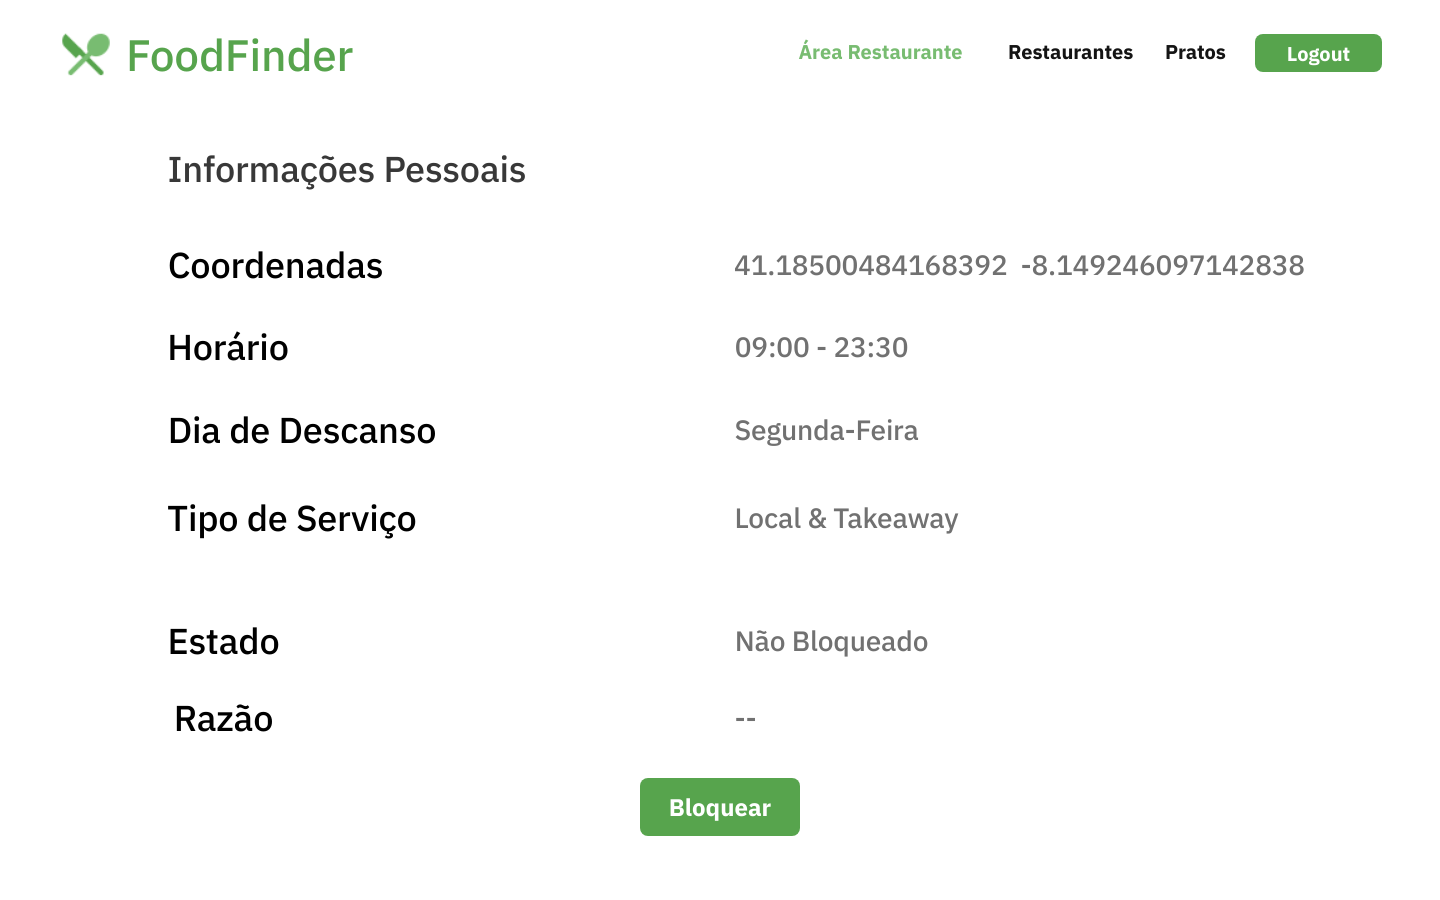 FoodFinder
Área Restaurante Restaurantes Pratos Logout
Informações Pessoais
Coordenadas 41.18500484168392 -8.149246097142838
Horário 09:00 - 23:30
Dia de Descanso Segunda-Feira
Tipo de Serviço Local & Takeaway
Estado Não Bloqueado
Razão --
Bloquear